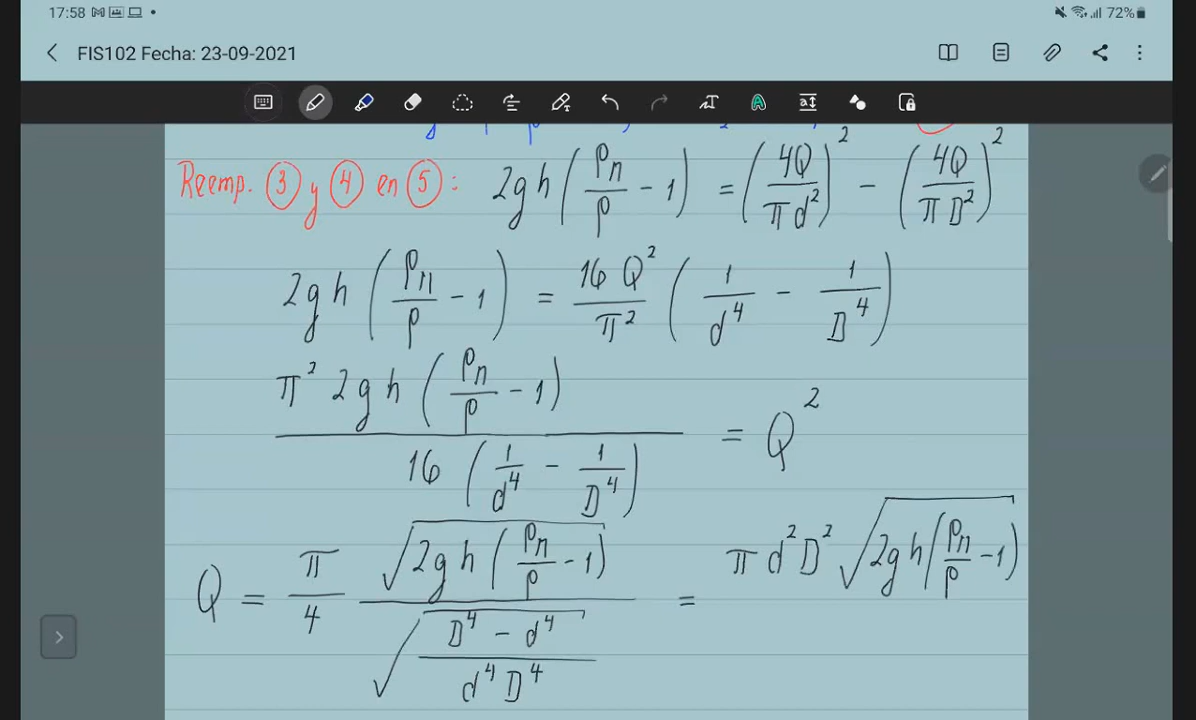 17:58 72%
FIS102 Fecha: 23-09-2021
Reemp. ③ y ④ en ⑤: 2gh(ρn/ρ - 1) = (4Q/πd²)² - (4Q/πD²)²
2gh(ρn/ρ - 1) = 16Q²/π² (1/d⁴ - 1/D⁴)
π² 2gh(ρn/ρ - 1) / 16(1/d⁴ - 1/D⁴) = Q²
Q = π/4 √(2gh(ρn/ρ - 1)) / √((D⁴ - d⁴)/(d⁴D⁴)) = πd²D² √(2gh(ρn/ρ - 1))